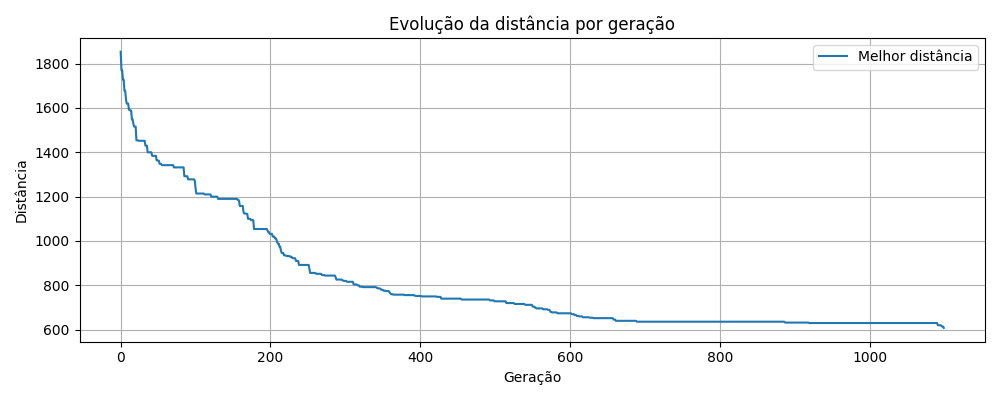 Evolução da distância por geração
Melhor distância
Distância
1800
1600
1400
1200
1000
800
600
0 200 400 600 800 1000
Geração